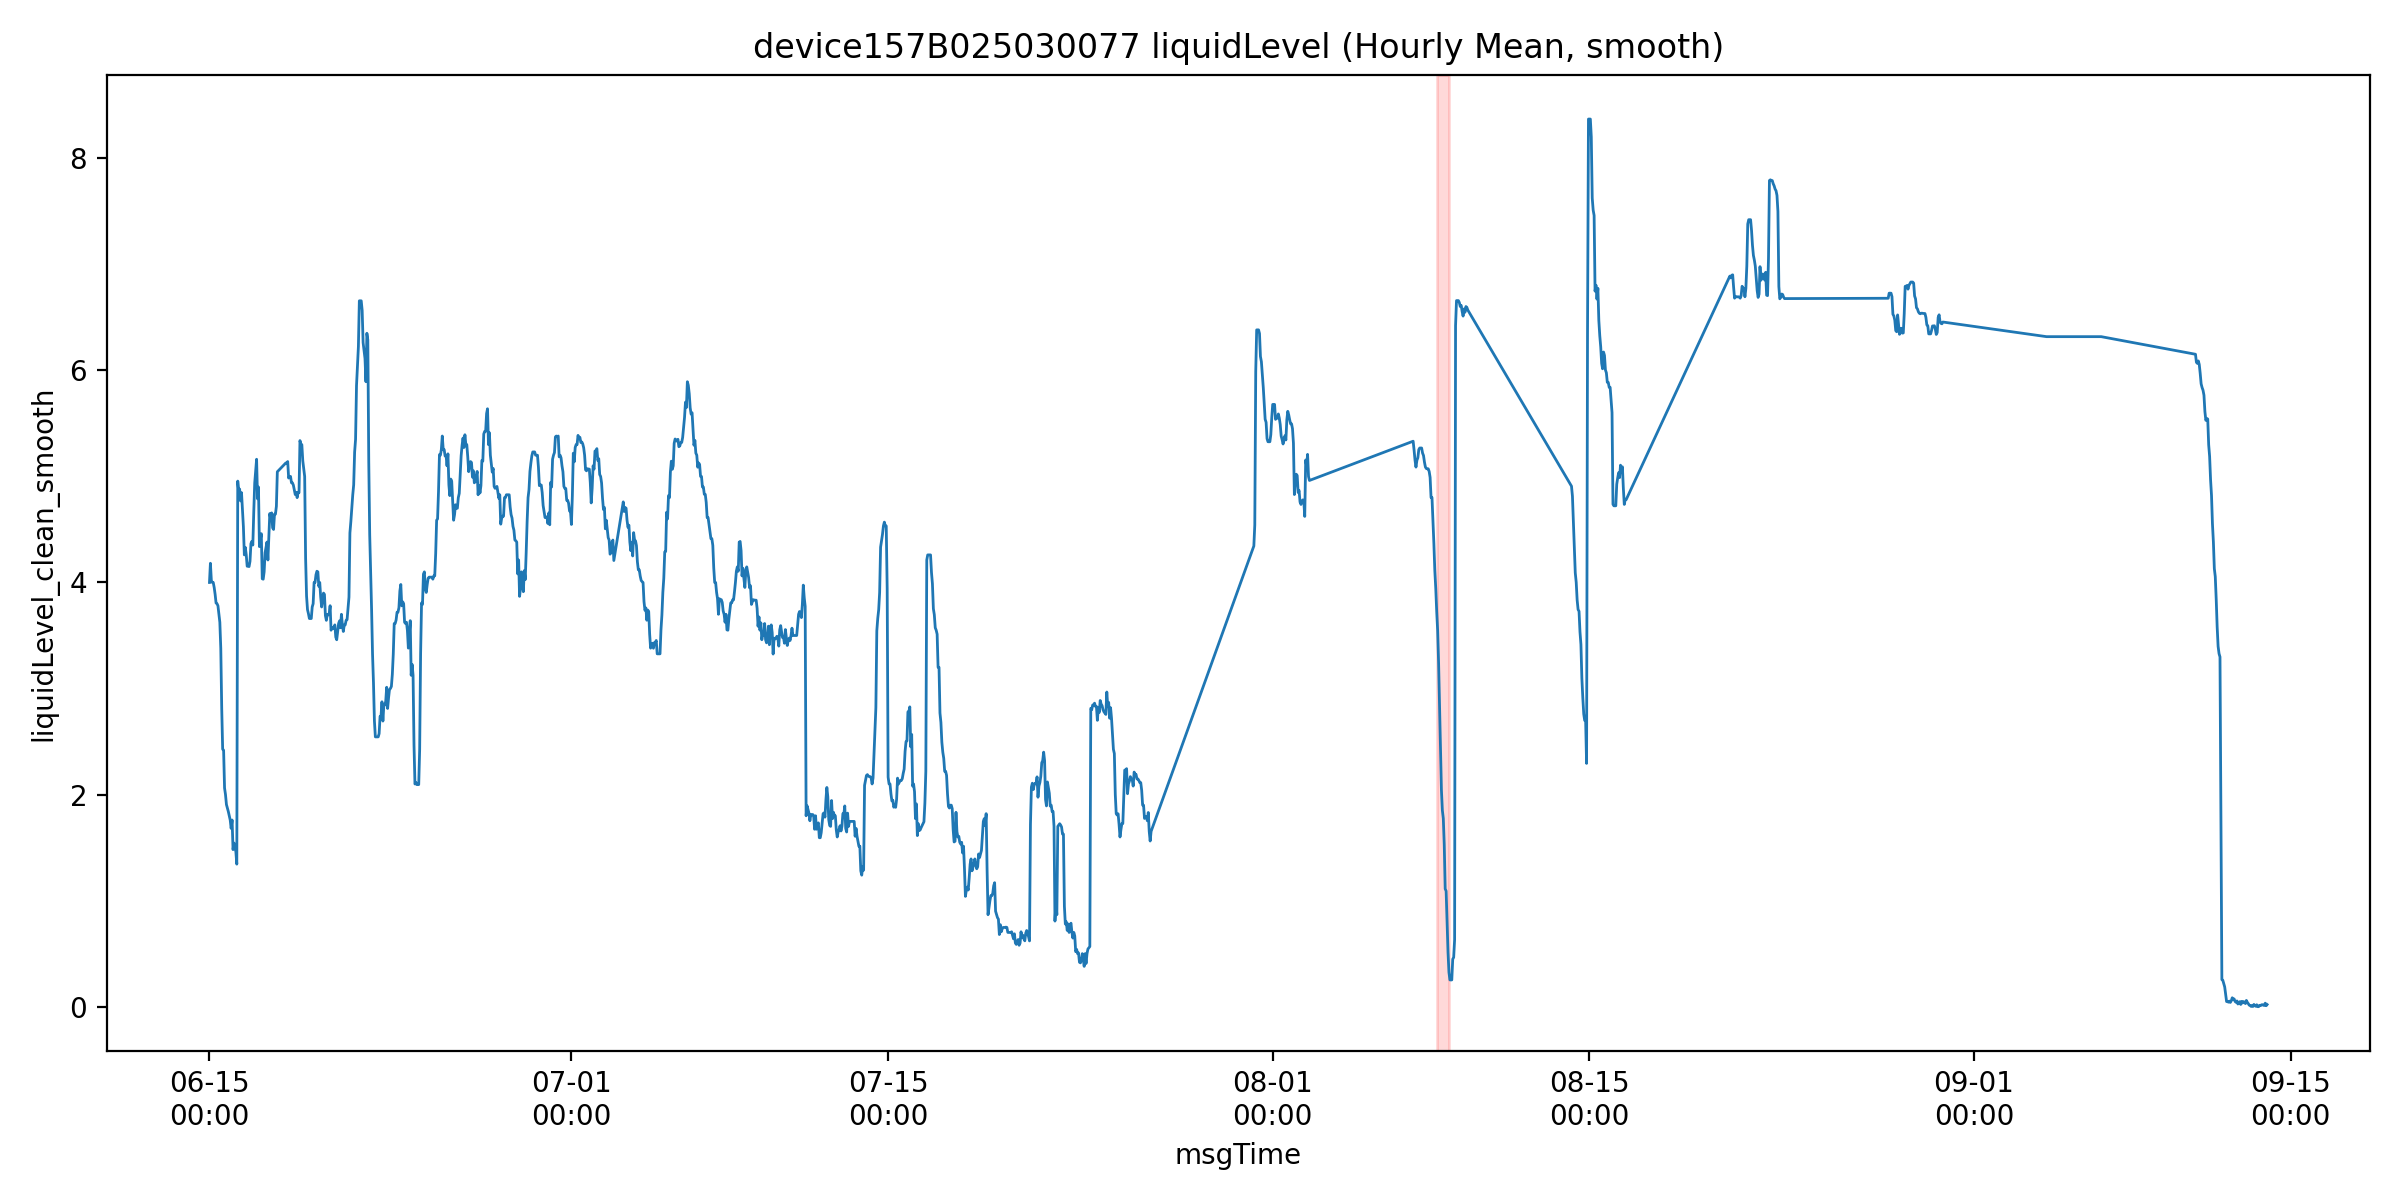 device157B025030077 liquidLevel (Hourly Mean, smooth)
liquidLevel_clean_smooth
8
6
4
2
0
06-15 07-01 07-15 08-01 08-15 09-01 09-15
00:00 00:00 00:00 00:00 00:00 00:00 00:00
msgTime